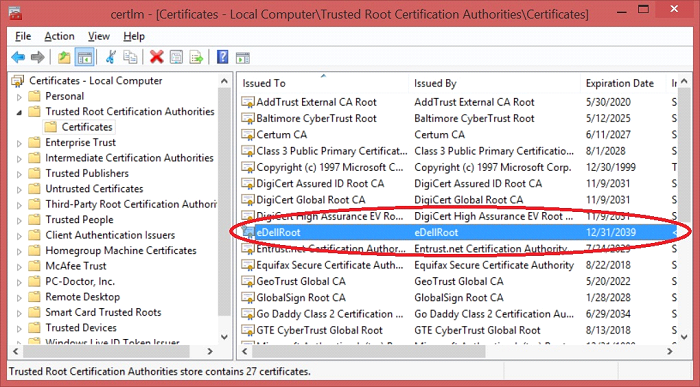 certlm - [Certificates - Local Computer\Trusted Root Certification Authorities\Certificates]
File Action View Help
Certificates - Local Computer
Personal
Trusted Root Certification Authorities
Certificates
Enterprise Trust
Intermediate Certification Authorities
Trusted Publishers
Untrusted Certificates
Third-Party Root Certification Authorities
Trusted People
Client Authentication Issuers
Homegroup Machine Certificates
McAfee Trust
PC-Doctor, Inc.
Remote Desktop
Smart Card Trusted Roots
Trusted Devices
Windows Live ID Token Issuer
Issued To Issued By Expiration Date
AddTrust External CA Root AddTrust External CA Root 5/30/2020 S
Baltimore CyberTrust Root Baltimore CyberTrust Root 5/12/2025 S
Certum CA Certum CA 6/11/2027 S
Class 3 Public Primary Certificat... Class 3 Public Primary Certificatio... 8/1/2028 S
Copyright (c) 1997 Microsoft C... Copyright (c) 1997 Microsoft Corp. 12/30/1999 T
DigiCert Assured ID Root CA DigiCert Assured ID Root CA 11/9/2031 S
DigiCert Global Root CA DigiCert Global Root CA 11/9/2031 S
DigiCert High Assurance EV Ro... DigiCert High Assurance EV Root ... 11/9/2031 S
eDellRoot eDellRoot 12/31/2039 <
Entrust.net Certification Author... Entrust.net Certification Authority 7/24/2029
Equifax Secure Certificate Auth... Equifax Secure Certificate Authority 8/22/2018 S
GeoTrust Global CA GeoTrust Global CA 5/20/2022 S
GlobalSign Root CA GlobalSign Root CA 1/28/2028 S
Go Daddy Class 2 Certification ... Go Daddy Class 2 Certification Au... 6/29/2034 S
GTE CyberTrust Global Root GTE CyberTrust Global Root 8/13/2018 S
Trusted Root Certification Authorities store contains 27 certificates.